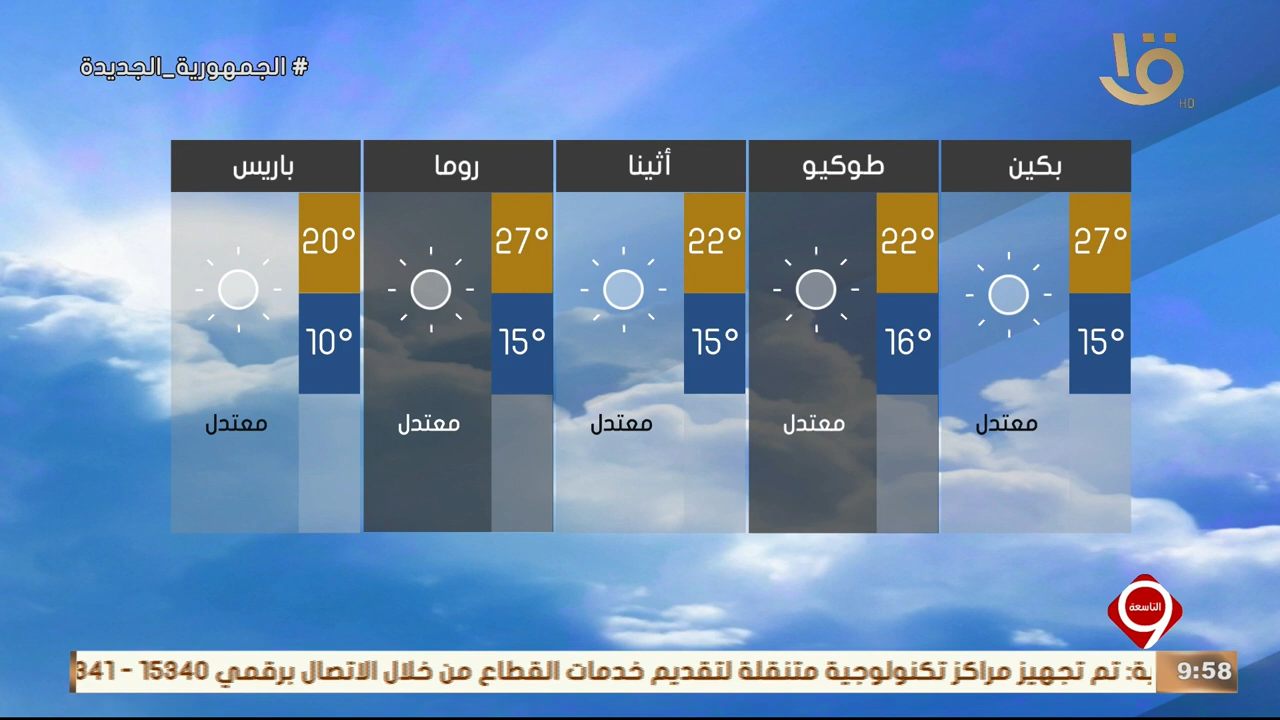 # الجمهورية_الجديدة
HD
بكين
27°
15°
معتدل
طوكيو
22°
16°
معتدل
أثينا
22°
15°
معتدل
روما
27°
15°
معتدل
باريس
20°
10°
معتدل
التاسعة
9
9:58
تم تجهيز مراكز تكنولوجية متنقلة لتقديم خدمات القطاع من خلال الاتصال برقمي 15340 -